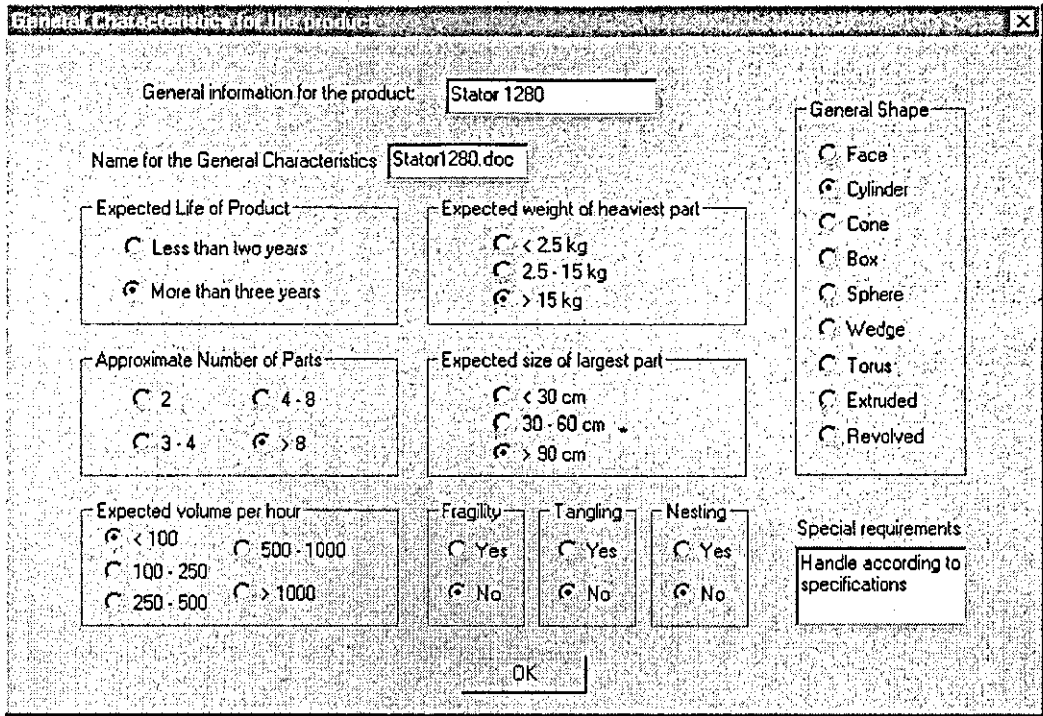 General Characteristics for the product
General information for the product:
Stator 1280
Name for the General Characteristics
Stator1280.doc
Expected Life of Product
Less than two years
More than three years
Expected weight of heaviest part
< 2.5 kg
2.5 - 15 kg
> 15 kg
Approximate Number of Parts
2
4 - 8
3 - 4
> 8
Expected size of largest part
< 30 cm
30 - 60 cm
> 90 cm
Expected volume per hour
< 100
500 - 1000
100 - 250
250 - 500
> 1000
Fragility
Yes
No
Tangling
Yes
No
Nesting
Yes
No
General Shape
Face
Cylinder
Cone
Box
Sphere
Wedge
Torus
Extruded
Revolved
Special requirements
Handle according to
specifications
OK